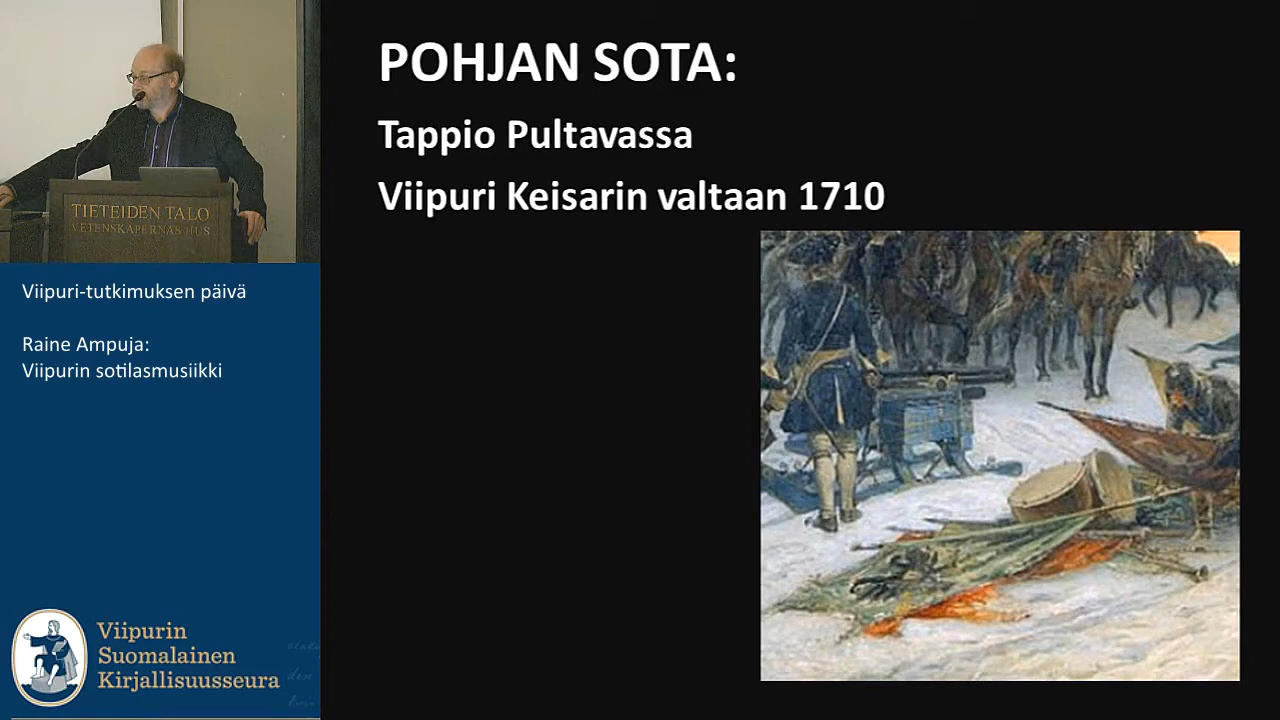 POHJAN SOTA:
Tappio Pultavassa
Viipuri Keisarin valtaan 1710
TIETEIDEN TALO
VETENSKAPERNAS HUS
Viipuri-tutkimuksen päivä
Raine Ampuja:
Viipurin sotilasmusiikki
Viipurin
Suomalainen
Kirjallisuusseura